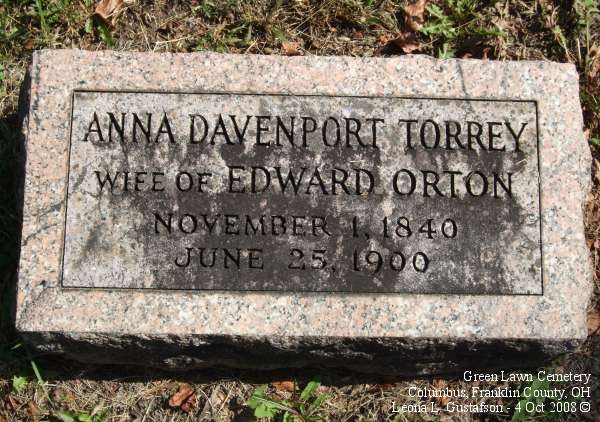 ANNA DAVENPORT TORREY
WIFE OF EDWARD ORTON
NOVEMBER 1, 1840
JUNE 25, 1900
Green Lawn Cemetery
Columbus, Franklin County, OH
Leona L. Gustafson - 4 Oct 2008 ©